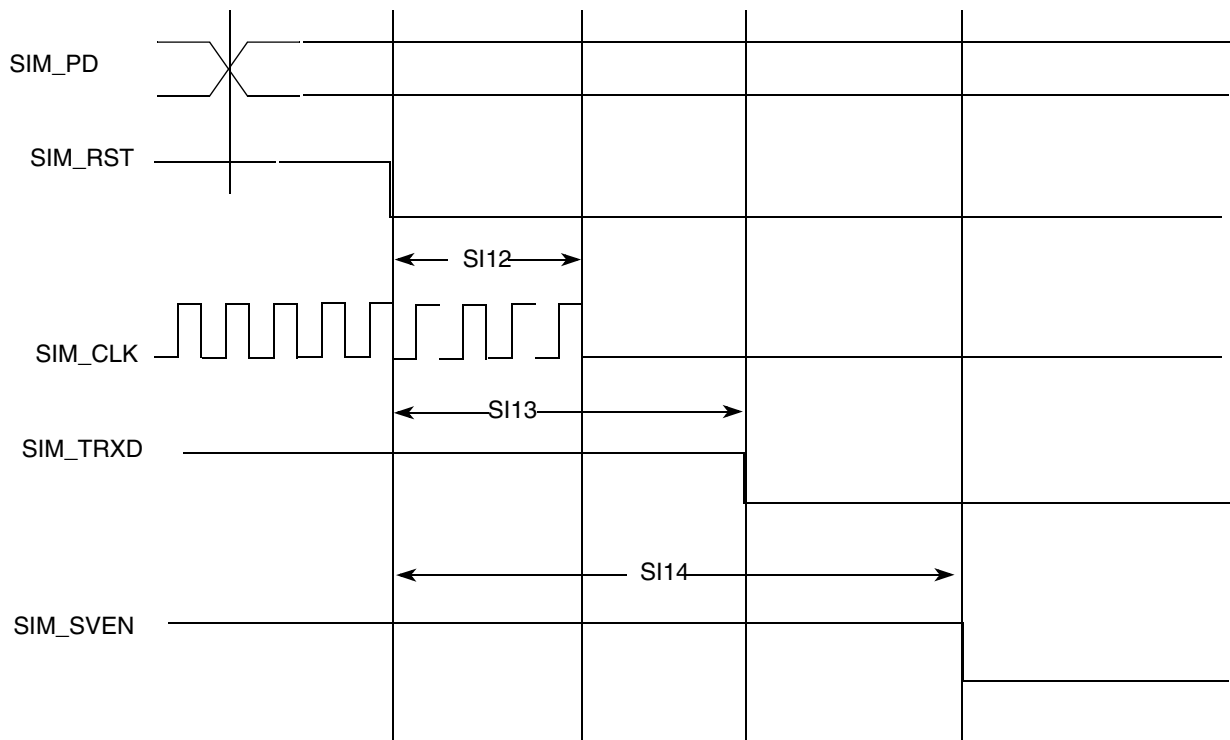 SIM_PD
SIM_RST
SI12
SIM_CLK
SI13
SIM_TRXD
SI14
SIM_SVEN